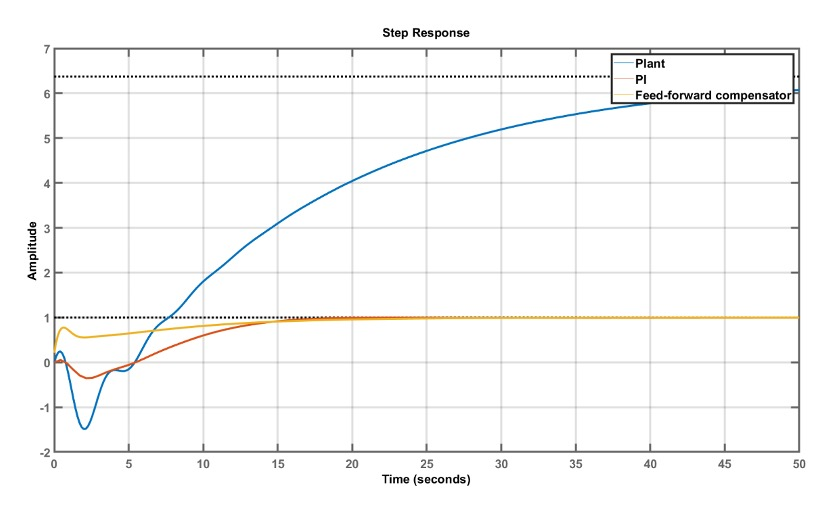 Step Response
Plant
PI
Feed-forward compensator
7
6
5
4
3
2
1
0
-1
-2
Amplitude
0 5 10 15 20 25 30 35 40 45 50
Time (seconds)